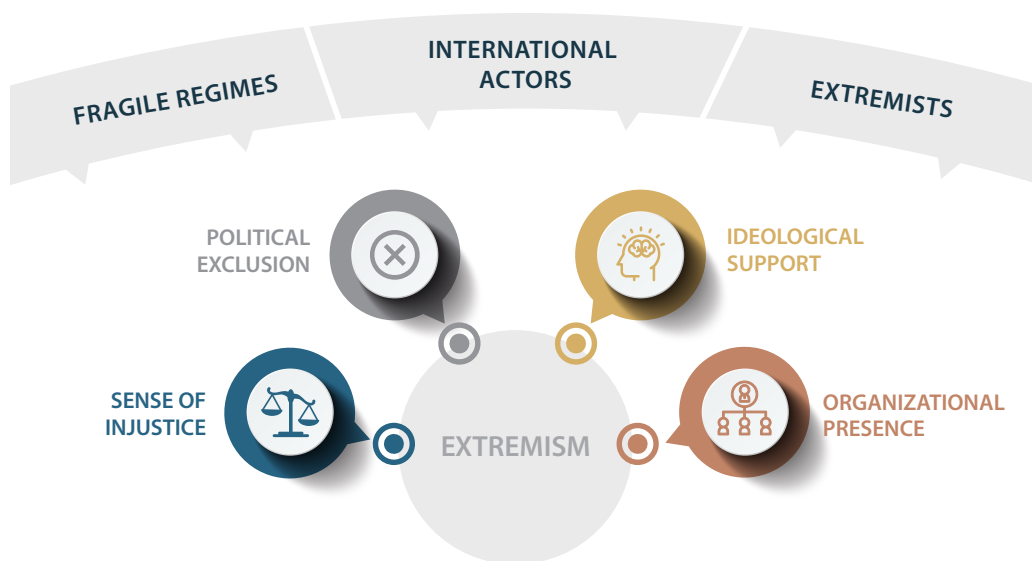 FRAGILE REGIMES
INTERNATIONAL
ACTORS
EXTREMISTS
POLITICAL
EXCLUSION
IDEOLOGICAL
SUPPORT
SENSE OF
INJUSTICE
EXTREMISM
ORGANIZATIONAL
PRESENCE